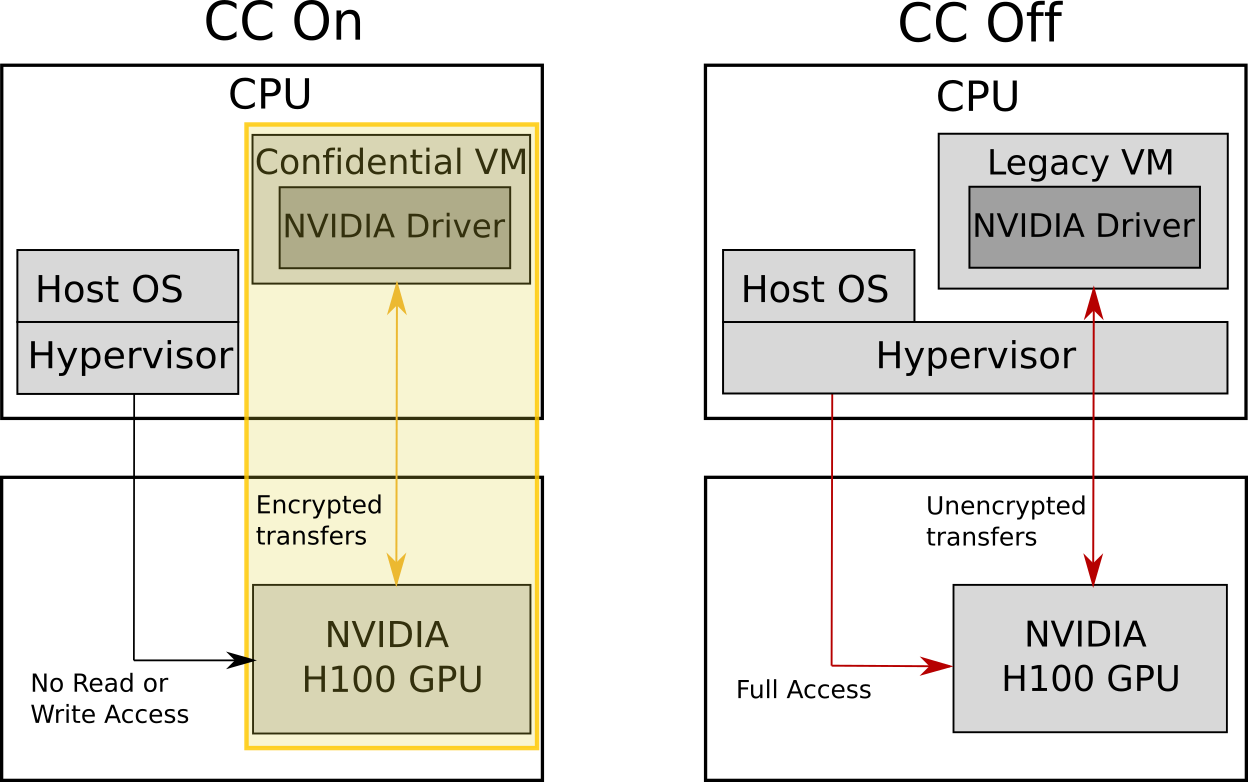 CC On
CPU
Confidential VM
NVIDIA Driver
Host OS
Hypervisor
Encrypted
transfers
NVIDIA
H100 GPU
No Read or
Write Access
CC Off
CPU
Legacy VM
NVIDIA Driver
Host OS
Hypervisor
Unencrypted
transfers
NVIDIA
H100 GPU
Full Access